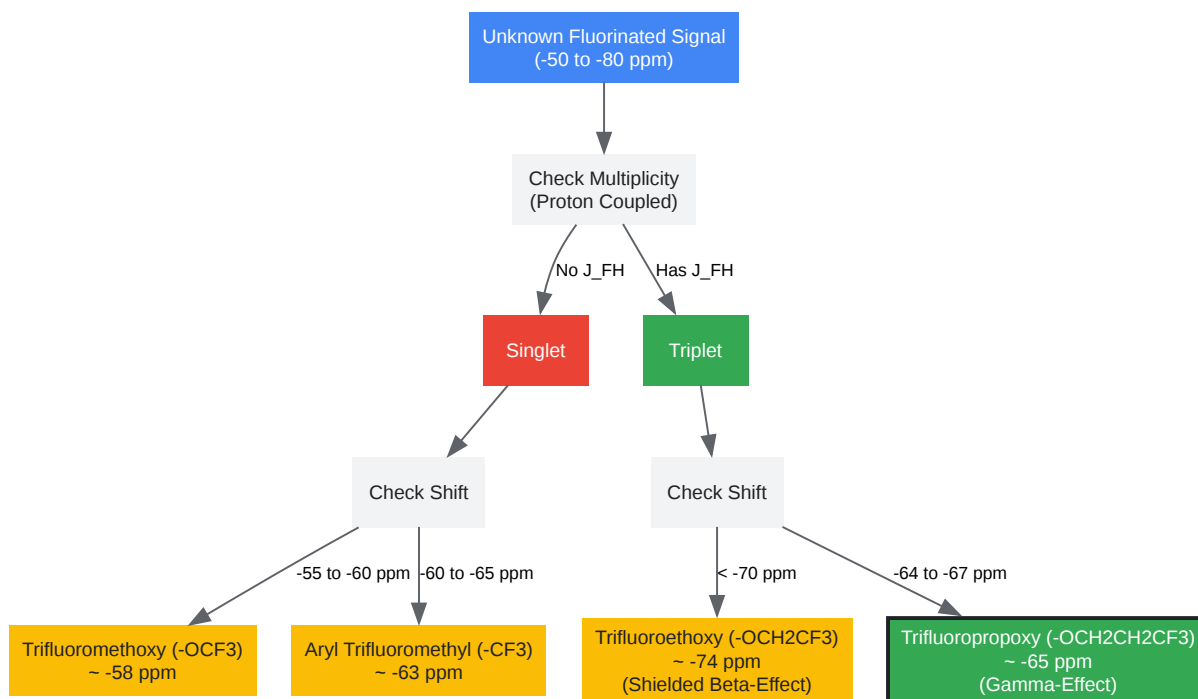 Unknown Fluorinated Signal
(-50 to -80 ppm)
Check Multiplicity
(Proton Coupled)
No J_FH
Has J_FH
Singlet
Triplet
Check Shift
Check Shift
-55 to -60 ppm
-60 to -65 ppm
< -70 ppm
-64 to -67 ppm
Trifluoromethoxy (-OCF3)
~ -58 ppm
Aryl Trifluoromethyl (-CF3)
~ -63 ppm
Trifluoroethoxy (-OCH2CF3)
~ -74 ppm
(Shielded Beta-Effect)
Trifluoropropoxy (-OCH2CH2CF3)
~ -65 ppm
(Gamma-Effect)